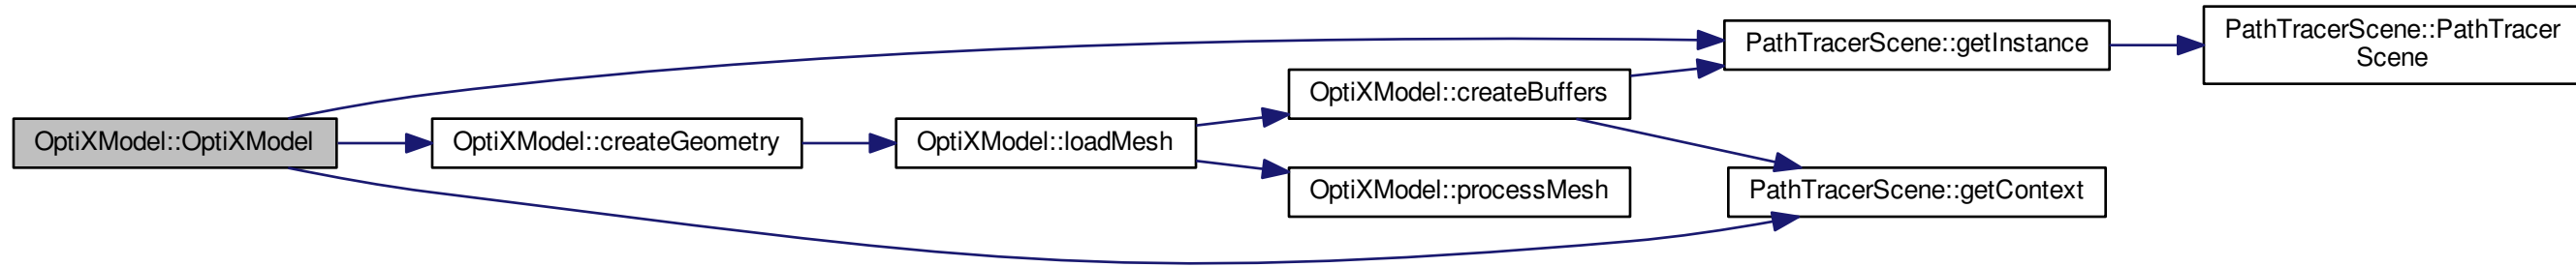 OptiXModel::OptiXModel
OptiXModel::createGeometry
OptiXModel::loadMesh
OptiXModel::createBuffers
OptiXModel::processMesh
PathTracerScene::getInstance
PathTracerScene::getContext
PathTracerScene::PathTracer
Scene